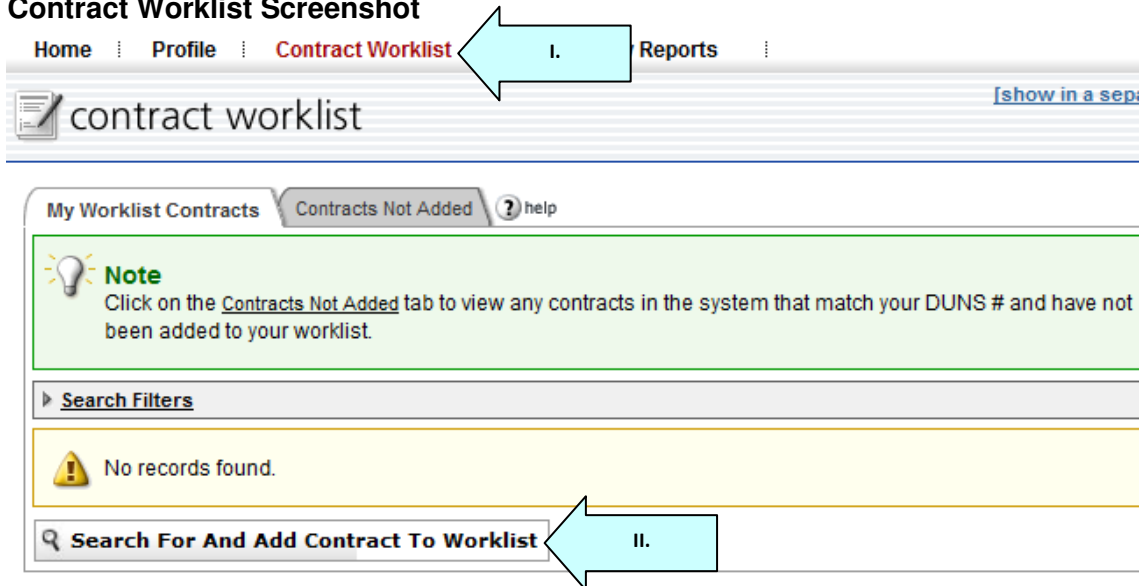 Contract Worklist Screenshot
Home Profile Contract Worklist I. Reports
[show in a
contract worklist
My Worklist Contracts Contracts Not Added ? help
Note
Click on the Contracts Not Added tab to view any contracts in the system that match your DUNS # and have not
been added to your worklist.
Search Filters
No records found.
Search For And Add Contract To Worklist II.